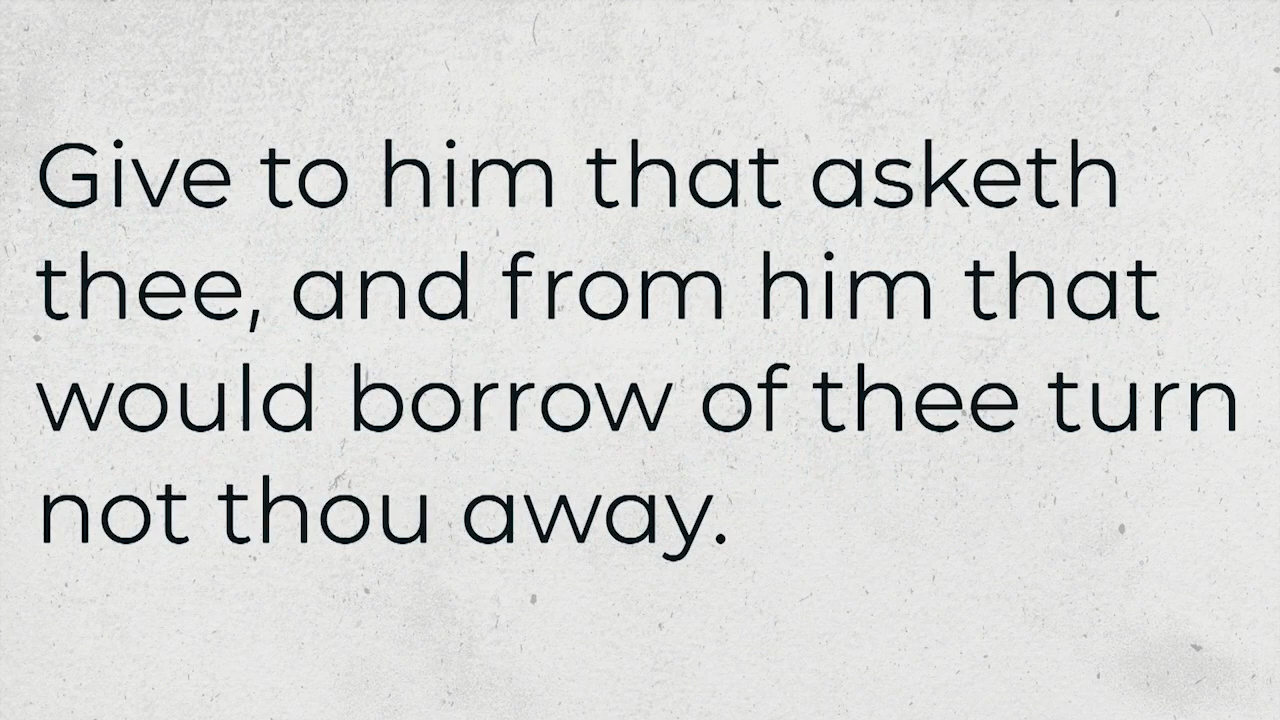 Give to him that asketh
thee, and from him that
would borrow of thee turn
not thou away.